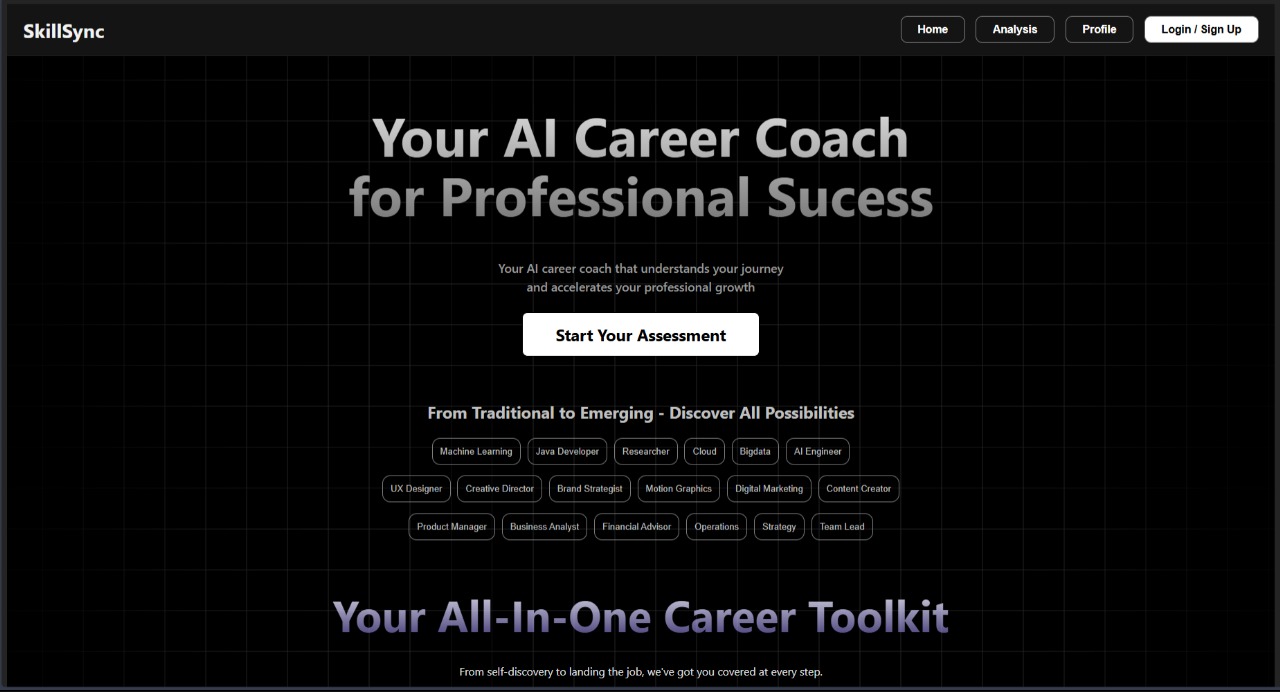 SkillSync
Home
Analysis
Profile
Login / Sign Up
Your AI Career Coach
for Professional Sucess
Your AI career coach that understands your journey
and accelerates your professional growth
Start Your Assessment
From Traditional to Emerging - Discover All Possibilities
Machine Learning
Java Developer
Researcher
Cloud
Bigdata
AI Engineer
UX Designer
Creative Director
Brand Strategist
Motion Graphics
Digital Marketing
Content Creator
Product Manager
Business Analyst
Financial Advisor
Operations
Strategy
Team Lead
Your All-In-One Career Toolkit
From self-discovery to landing the job, we've got you covered at every step.